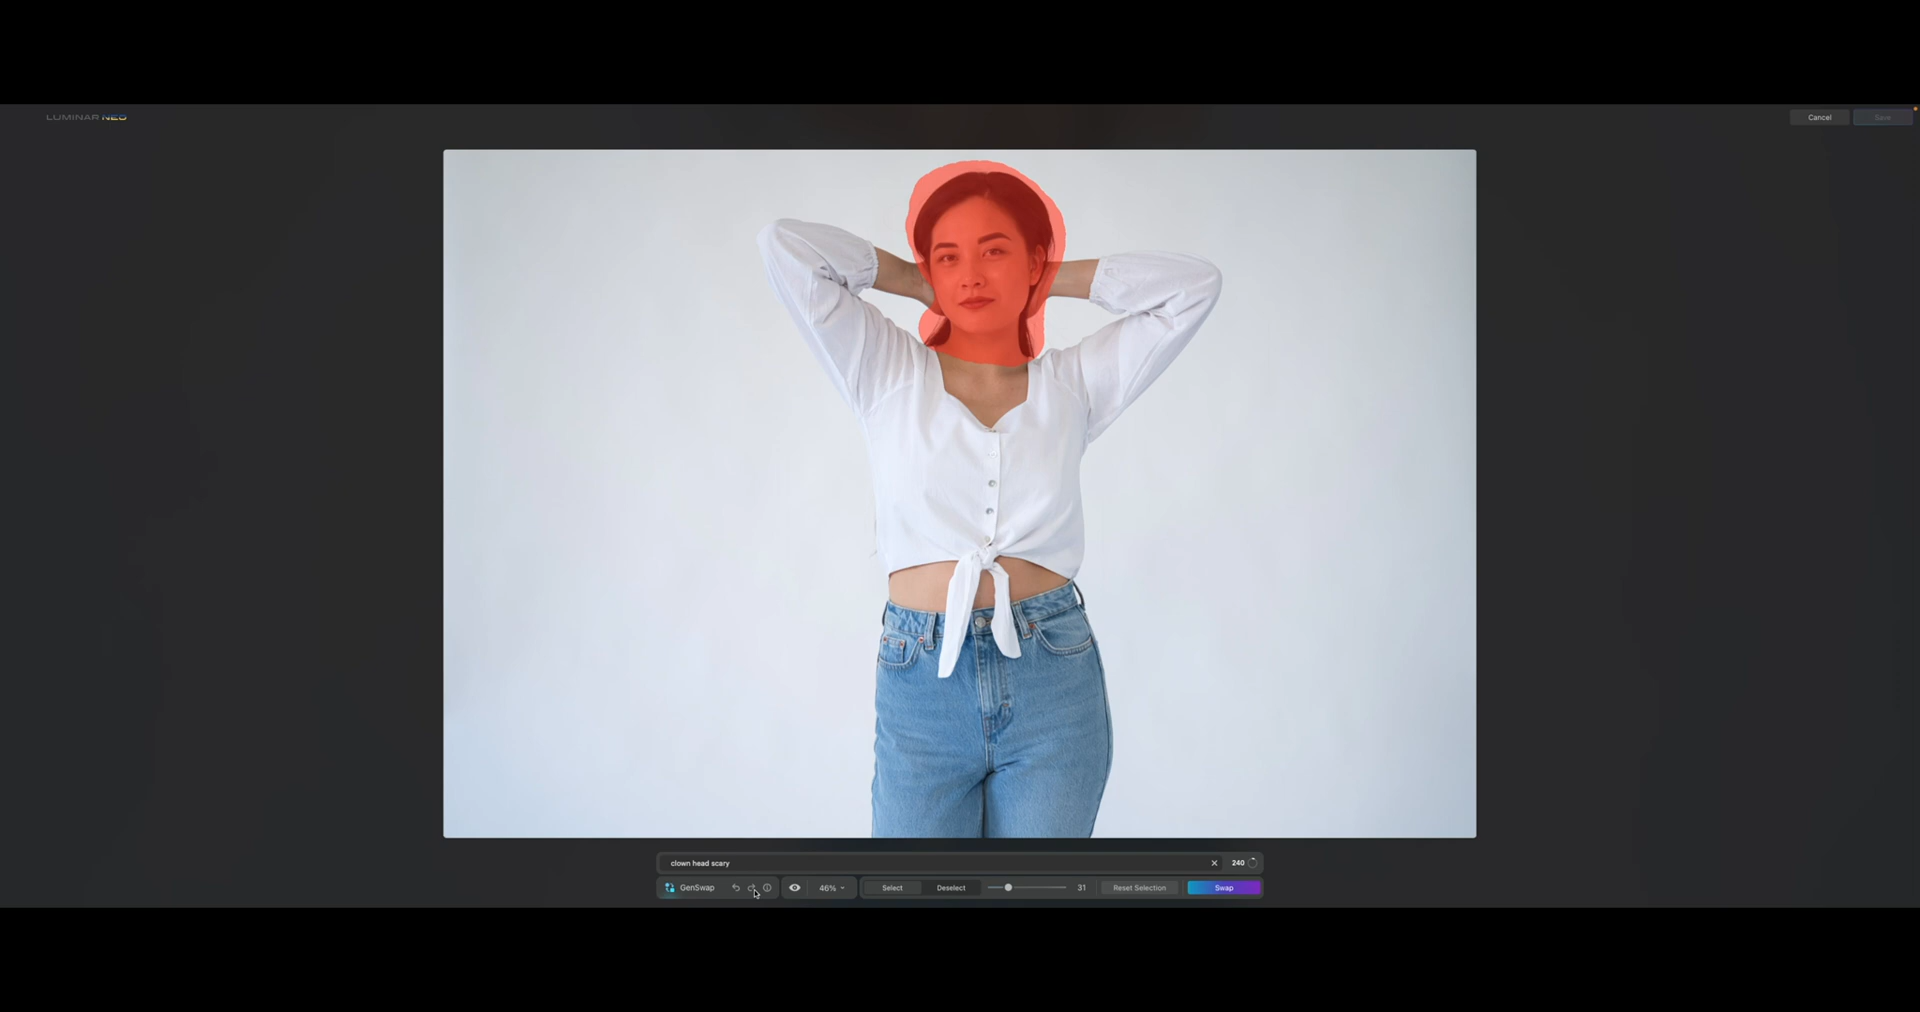 LUMINAR NEO
Cancel
Save
clown head scary
240
GenSwap
46%
Select
Deselect
31
Reset Selection
Swap